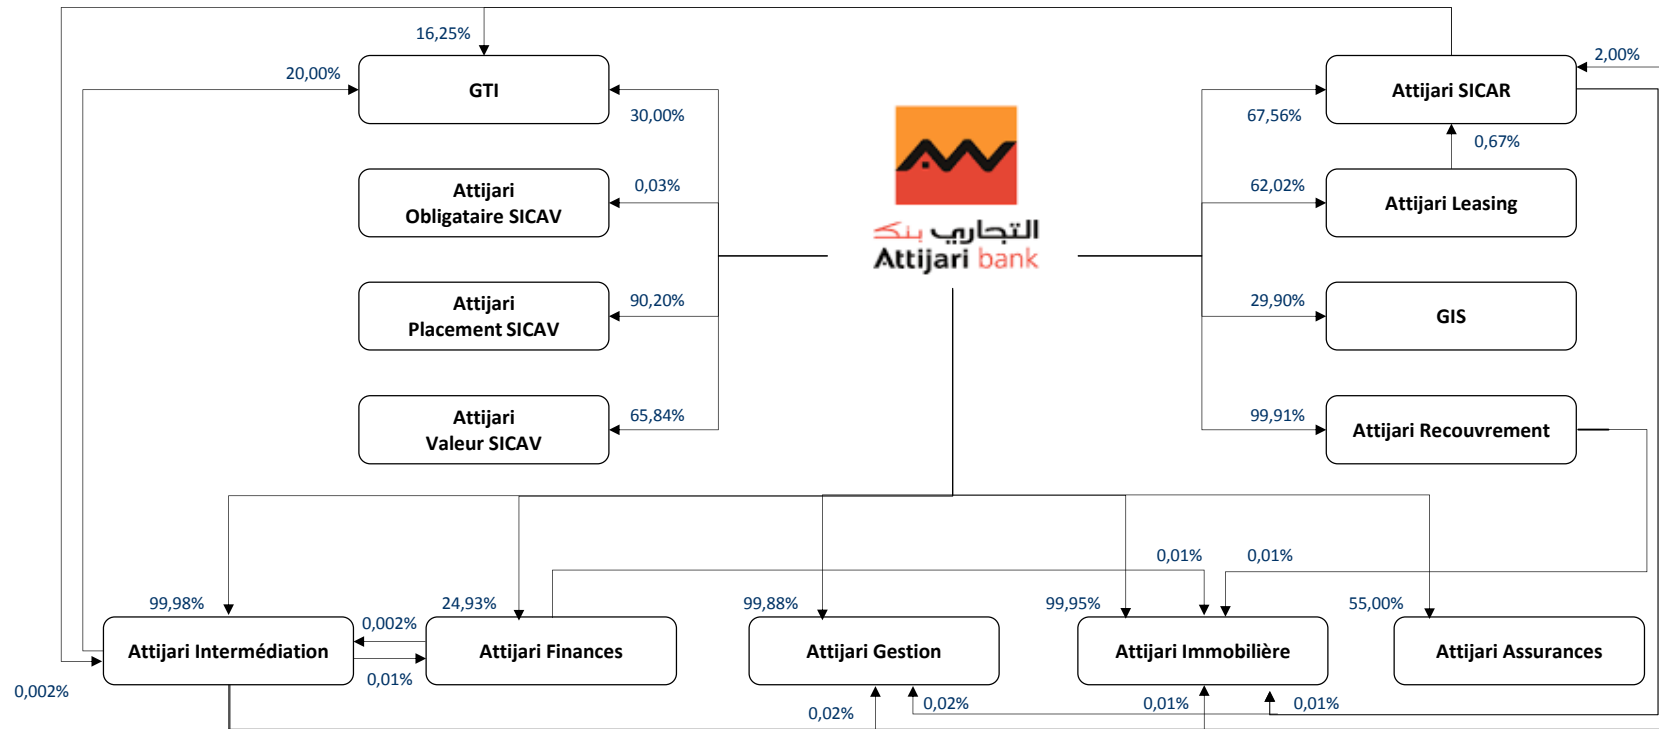 16,25%
2,00%
20,00%
GTI
Attijari SICAR
30,00%
67,56%
0,67%
Attijari
Obligataire SICAV
0,03%
62,02%
Attijari Leasing
التجاري بنك
Attijari bank
Attijari
Placement SICAV
90,20%
29,90%
GIS
Attijari
Valeur SICAV
65,84%
99,91%
Attijari Recouvrement
0,01%
0,01%
99,98%
24,93%
99,88%
99,95%
55,00%
0,002%
Attijari Intermédiation
Attijari Finances
Attijari Gestion
Attijari Immobilière
Attijari Assurances
0,01%
0,002%
0,02%
0,02%
0,01%
0,01%